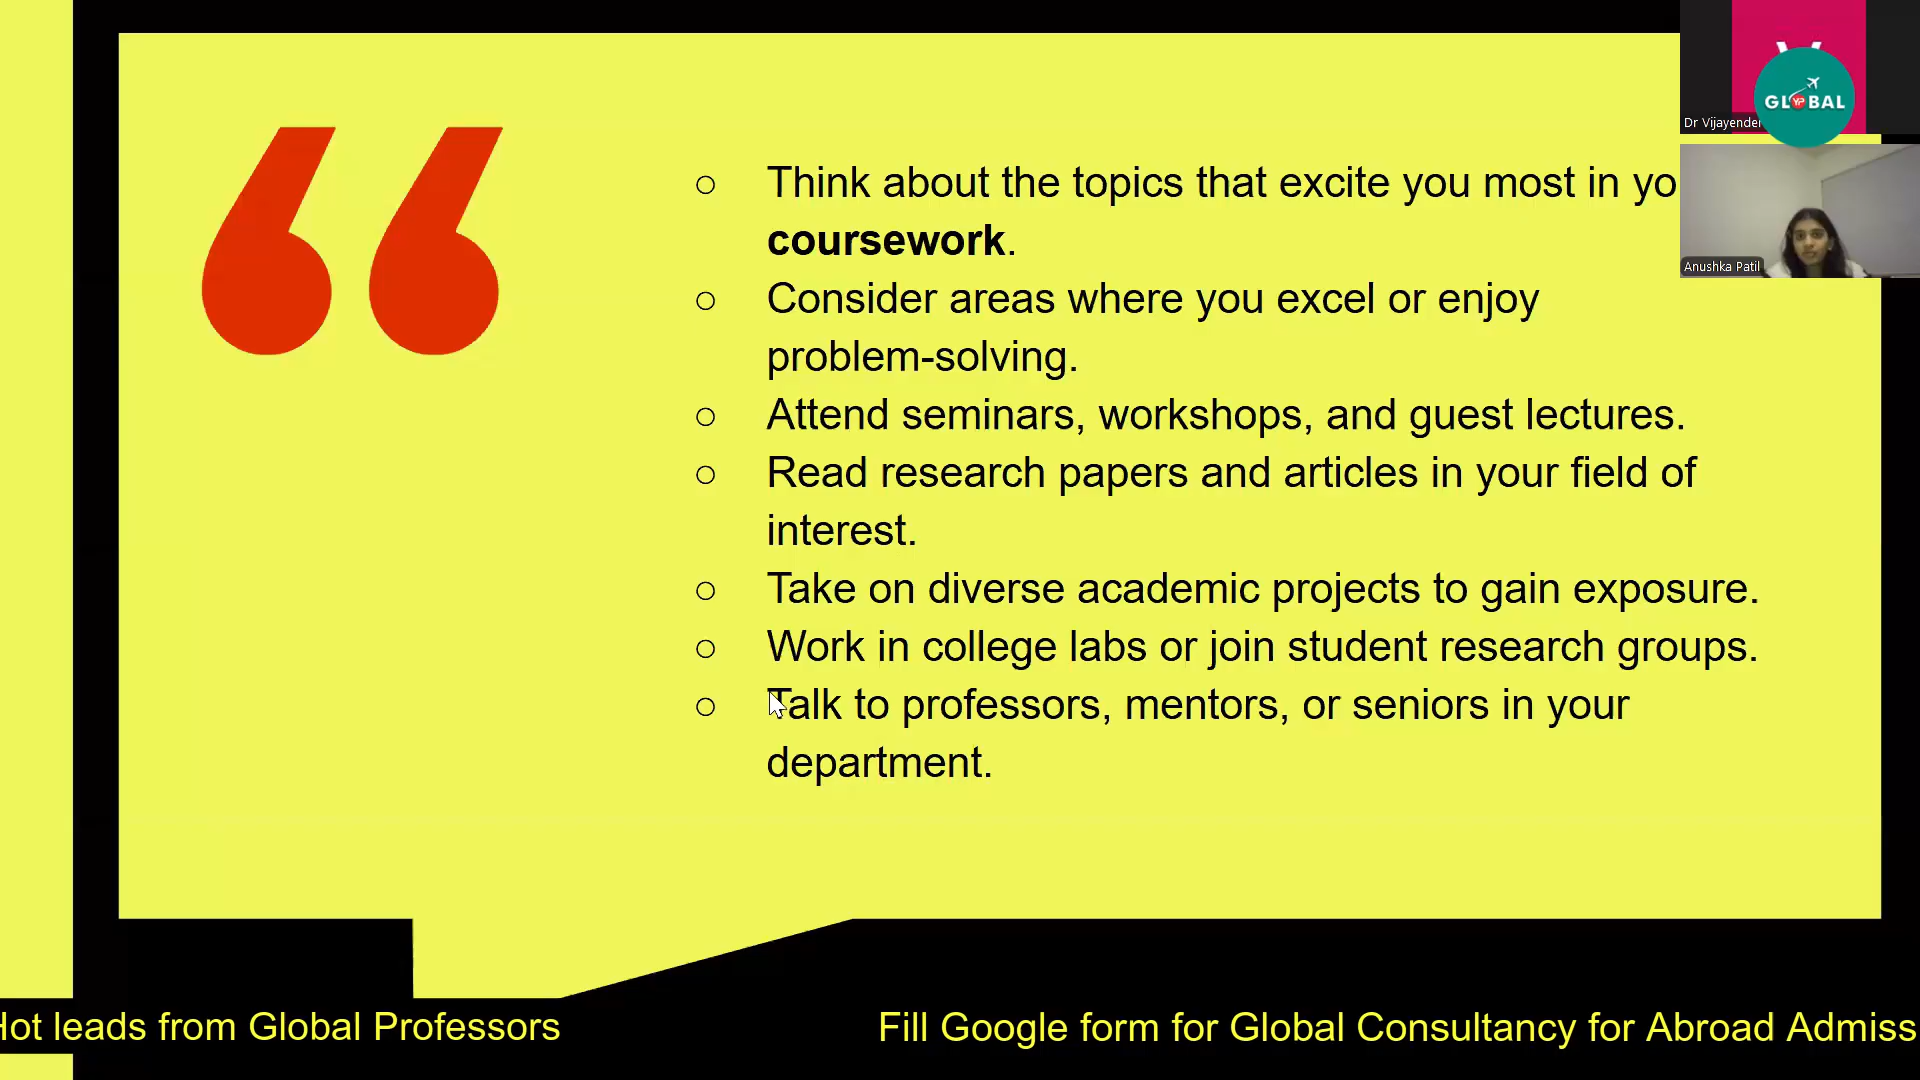 Think about the topics that excite you most in yo
coursework.
Consider areas where you excel or enjoy
problem-solving.
Attend seminars, workshops, and guest lectures.
Read research papers and articles in your field of
interest.
Take on diverse academic projects to gain exposure.
Work in college labs or join student research groups.
Talk to professors, mentors, or seniors in your
department.
GLOBAL
YP
Dr Vijayender
Anushka Patil
Hot leads from Global Professors
Fill Google form for Global Consultancy for Abroad Admiss